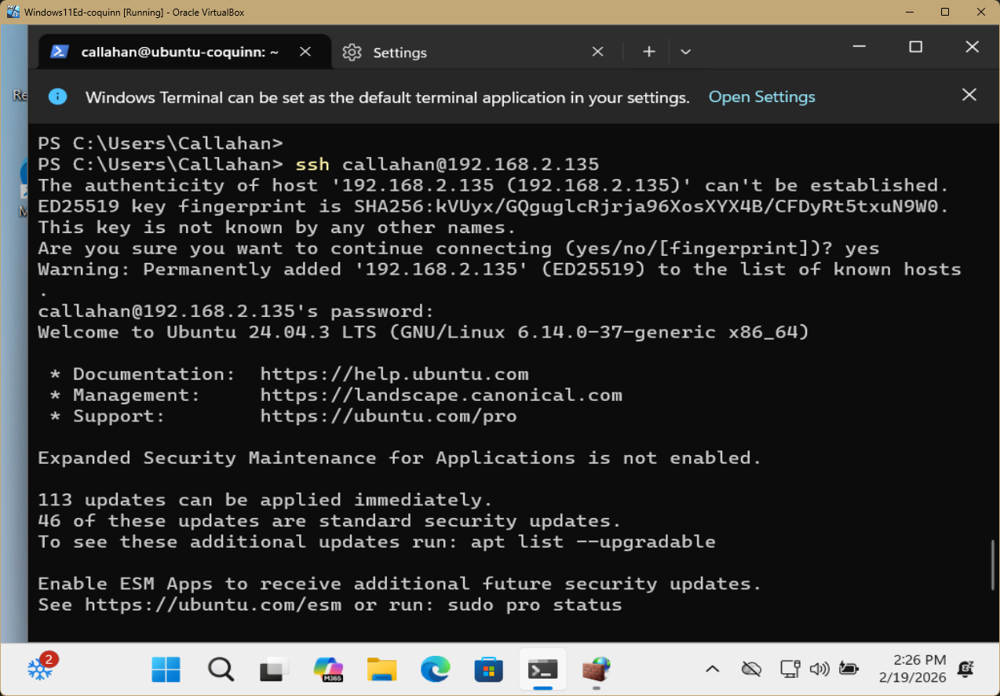 Windows11Ed-coquinn [Running] - Oracle VirtualBox
callahan@ubuntu-coquinn: ~
Settings
Windows Terminal can be set as the default terminal application in your settings. Open Settings
PS C:\Users\Callahan>
PS C:\Users\Callahan> ssh callahan@192.168.2.135
The authenticity of host '192.168.2.135 (192.168.2.135)' can't be established.
ED25519 key fingerprint is SHA256:kVUyx/GQguglcRjrja96XosXYX4B/CFDyRt5txuN9W0.
This key is not known by any other names.
Are you sure you want to continue connecting (yes/no/[fingerprint])? yes
Warning: Permanently added '192.168.2.135' (ED25519) to the list of known hosts
.
callahan@192.168.2.135's password:
Welcome to Ubuntu 24.04.3 LTS (GNU/Linux 6.14.0-37-generic x86_64)
* Documentation: https://help.ubuntu.com
* Management: https://landscape.canonical.com
* Support: https://ubuntu.com/pro
Expanded Security Maintenance for Applications is not enabled.
113 updates can be applied immediately.
46 of these updates are standard security updates.
To see these additional updates run: apt list --upgradable
Enable ESM Apps to receive additional future security updates.
See https://ubuntu.com/esm or run: sudo pro status
2
M365
2:26 PM
2/19/2026